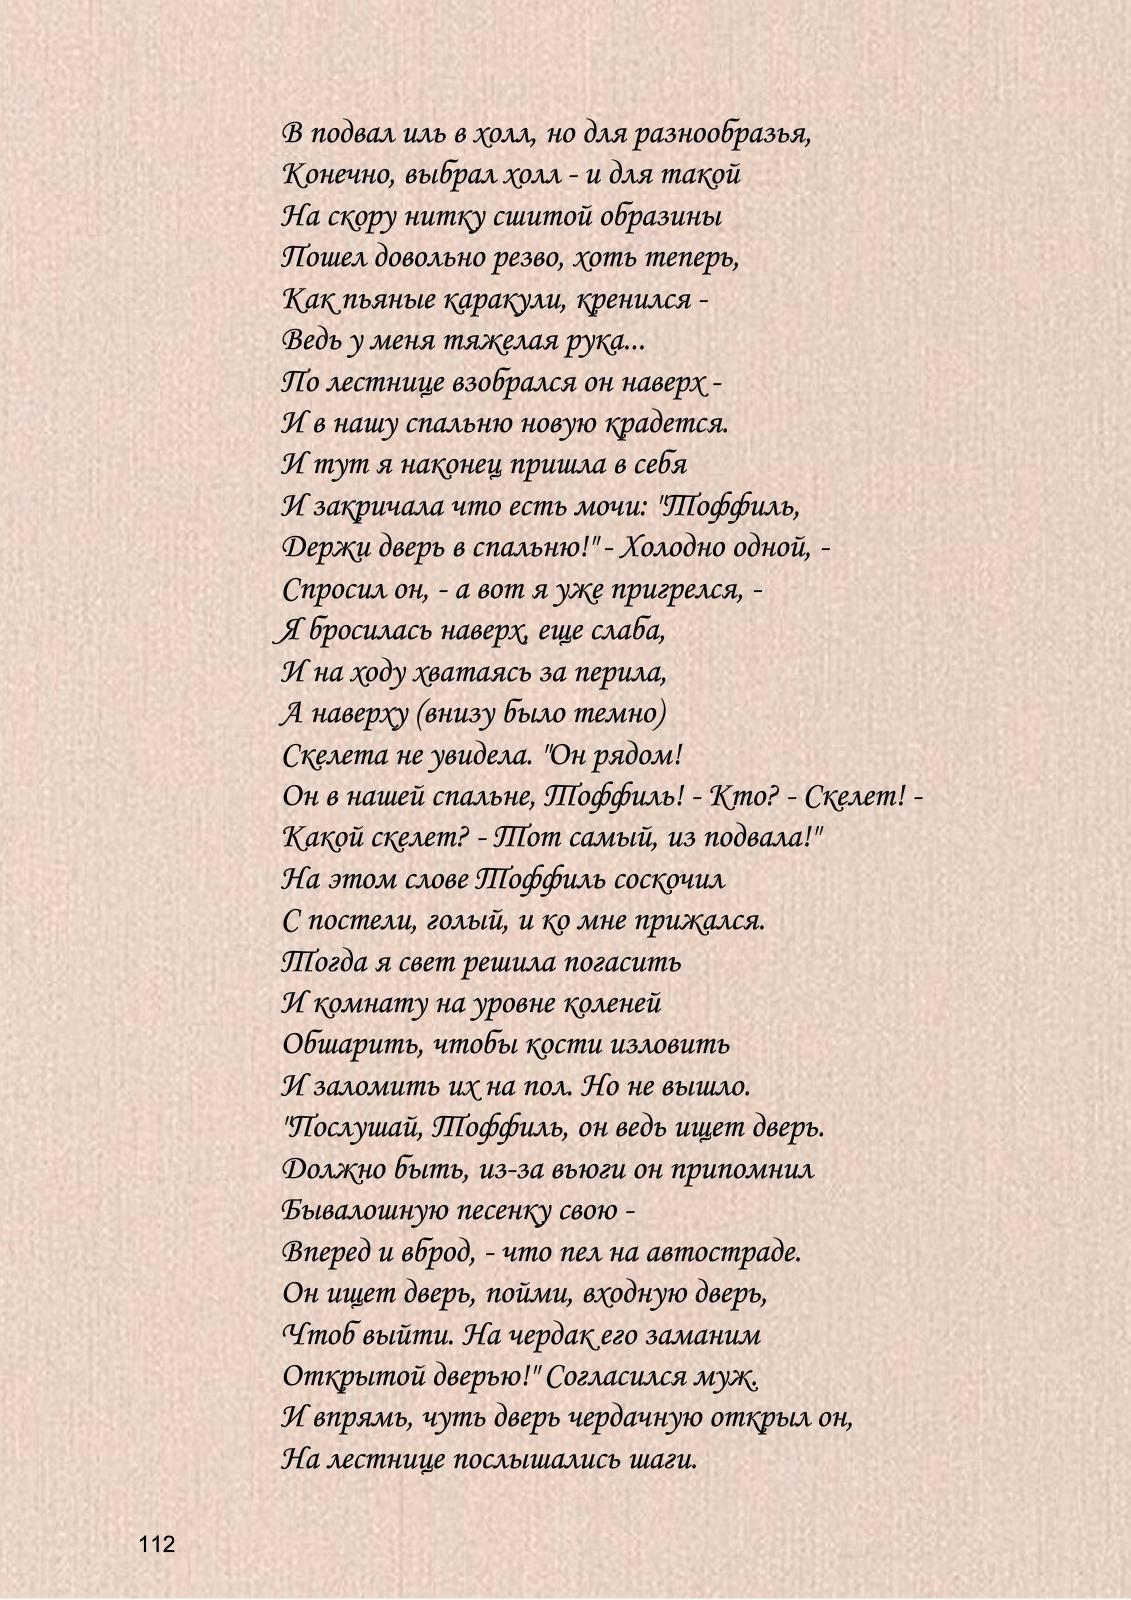 В подвал иль в холл, но для разнообразья,
Конечно, выбрал холл - и для такой
На скору нитку сшитой образины
Пошел довольно резво, хоть теперь,
Как пьяные каракули, кренился -
Ведь у меня тяжелая рука...
По лестнице взобрался он наверх -
И в нашу спальню новую крадется.
И тут я наконец пришла в себя
И закричала что есть мочи: "Тоффиль,
Держи дверь в спальню!" - Холодно одной, -
Спросил он, - а вот я уже пригрелся, -
Я бросилась наверх, еще слаба,
И на ходу хватаясь за перила,
А наверху (внизу было темно)
Скелета не увидела. "Он рядом!
Он в нашей спальне, Тоффиль! - Кто? - Скелет! -
Какой скелет? - Тот самый, из подвала!"
На этом слове Тоффиль соскочил
С постели, голый, и ко мне прижался.
Тогда я свет решила погасить
И комнату на уровне коленей
Обшарить, чтобы кости изловить
И заломить их на пол. Но не вышло.
"Послушай, Тоффиль, он ведь ищет дверь.
Должно быть, из-за вьюги он припомнил
Бывалошную песенку свою -
Вперед и вброд, - что пел на автостраде.
Он ищет дверь, пойми, входную дверь,
Чтоб выйти. На чердак его заманим
Открытой дверью!" Согласился муж.
И впрямь, чуть дверь чердачную открыл он,
На лестнице послышались шаги.
112